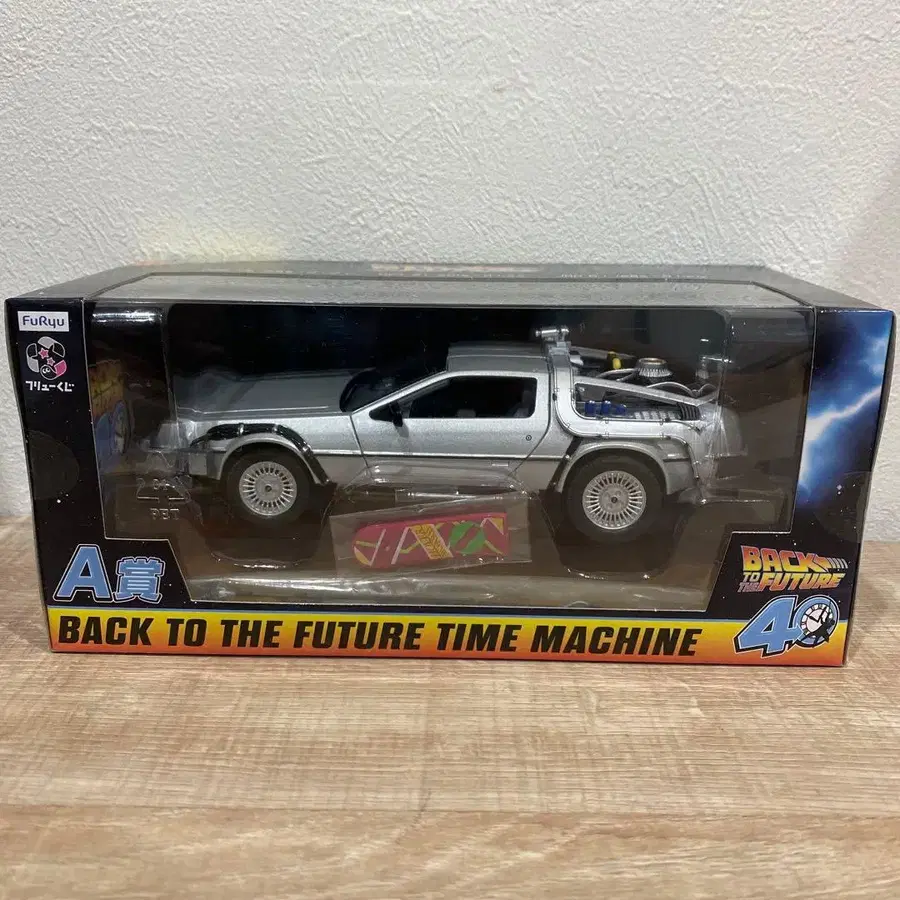 FuRyu
フリューくじ
A賞
BACK TO THE FUTURE TIME MACHINE
BACK
TO
THE FUTURE
40